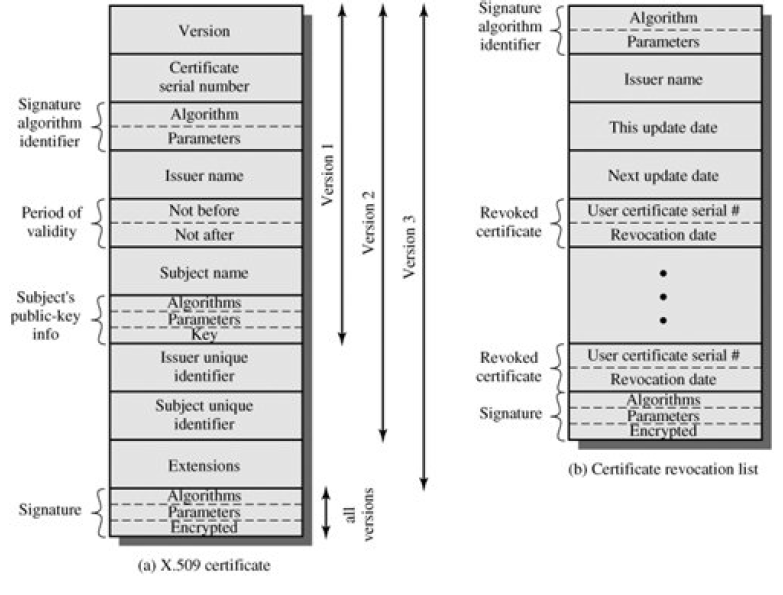 Version
Certificate
serial number
Signature
algorithm
identifier
Algorithm
Parameters
Issuer name
Period of
validity
Not before
Not after
Subject name
Subject's
public-key
info
Algorithms
Parameters
Key
Issuer unique
identifier
Subject unique
identifier
Extensions
Signature
Algorithms
Parameters
Encrypted
Version 1
Version 2
Version 3
all
versions
(a) X.509 certificate
Signature
algorithm
identifier
Algorithm
Parameters
Issuer name
This update date
Next update date
Revoked
certificate
User certificate serial #
Revocation date
Revoked
certificate
User certificate serial #
Revocation date
Signature
Algorithms
Parameters
Encrypted
(b) Certificate revocation list